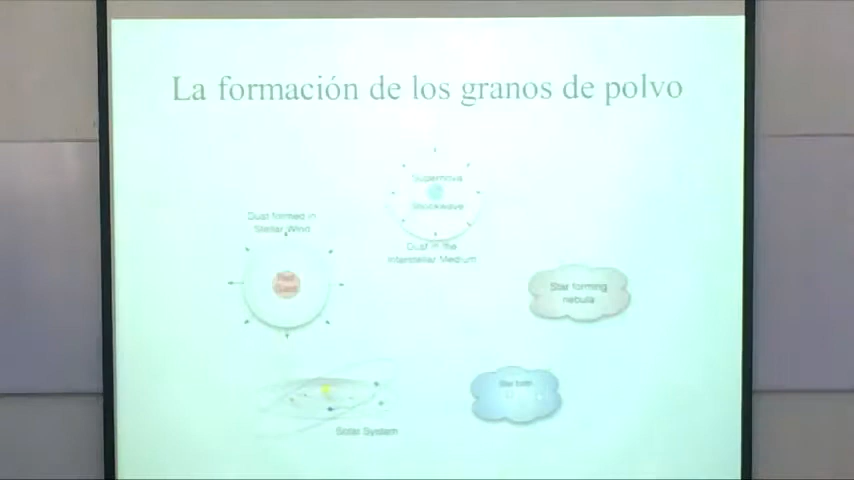 La formación de los granos de polvo
Supernova
Shockwave
Dust formed in
Stellar Wind
Dust in the
Interstellar Medium
Red
Giant
Star forming
nebula
Star birth
Solar System